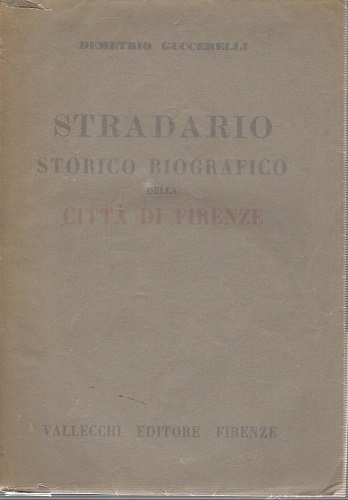 DEMETRIO GUCCERELLI
STRADARIO
STORICO BIOGRAFICO
DELLA
CITTÀ DI FIRENZE
VALLECCHI EDITORE FIRENZE